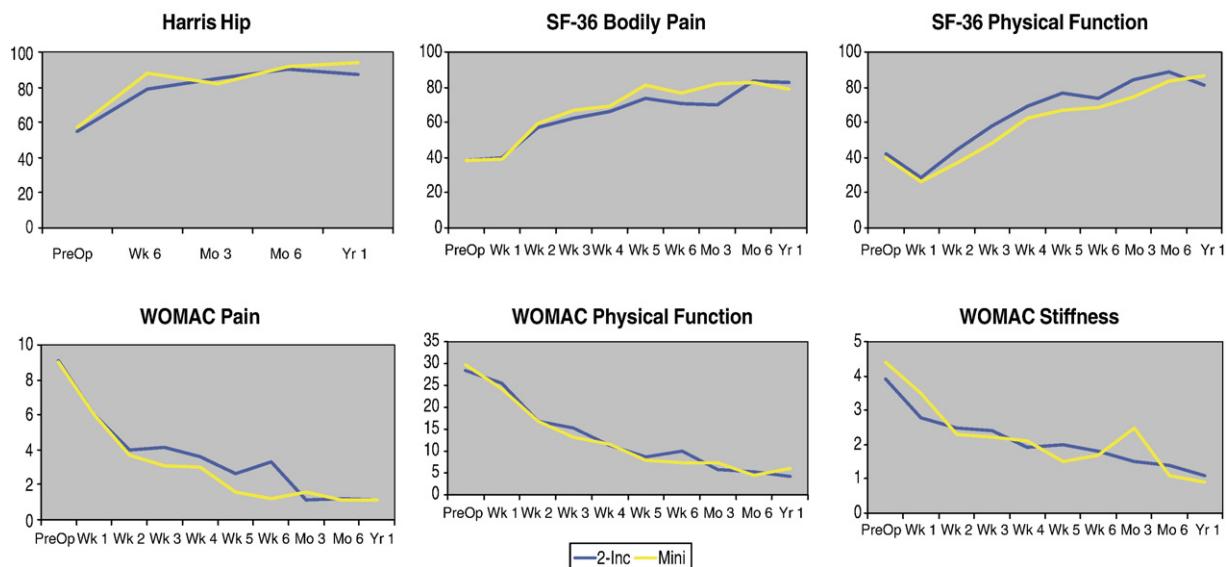 Harris Hip
100
80
60
40
20
0
PreOp Wk 6 Mo 3 Mo 6 Yr 1
SF-36 Bodily Pain
100
80
60
40
20
0
PreOp Wk 1 Wk 2 Wk 3 Wk 4 Wk 5 Wk 6 Mo 3 Mo 6 Yr 1
SF-36 Physical Function
100
80
60
40
20
0
PreOp Wk 1 Wk 2 Wk 3 Wk 4 Wk 5 Wk 6 Mo 3 Mo 6 Yr 1
WOMAC Pain
10
8
6
4
2
0
PreOp Wk 1 Wk 2 Wk 3 Wk 4 Wk 5 Wk 6 Mo 3 Mo 6 Yr 1
WOMAC Physical Function
35
30
25
20
15
10
5
0
PreOp Wk 1 Wk 2 Wk 3 Wk 4 Wk 5 Wk 6 Mo 3 Mo 6 Yr 1
WOMAC Stiffness
5
4
3
2
1
0
PreOp Wk 1 Wk 2 Wk 3 Wk 4 Wk 5 Wk 6 Mo 3 Mo 6 Yr 1
2-Inc Mini